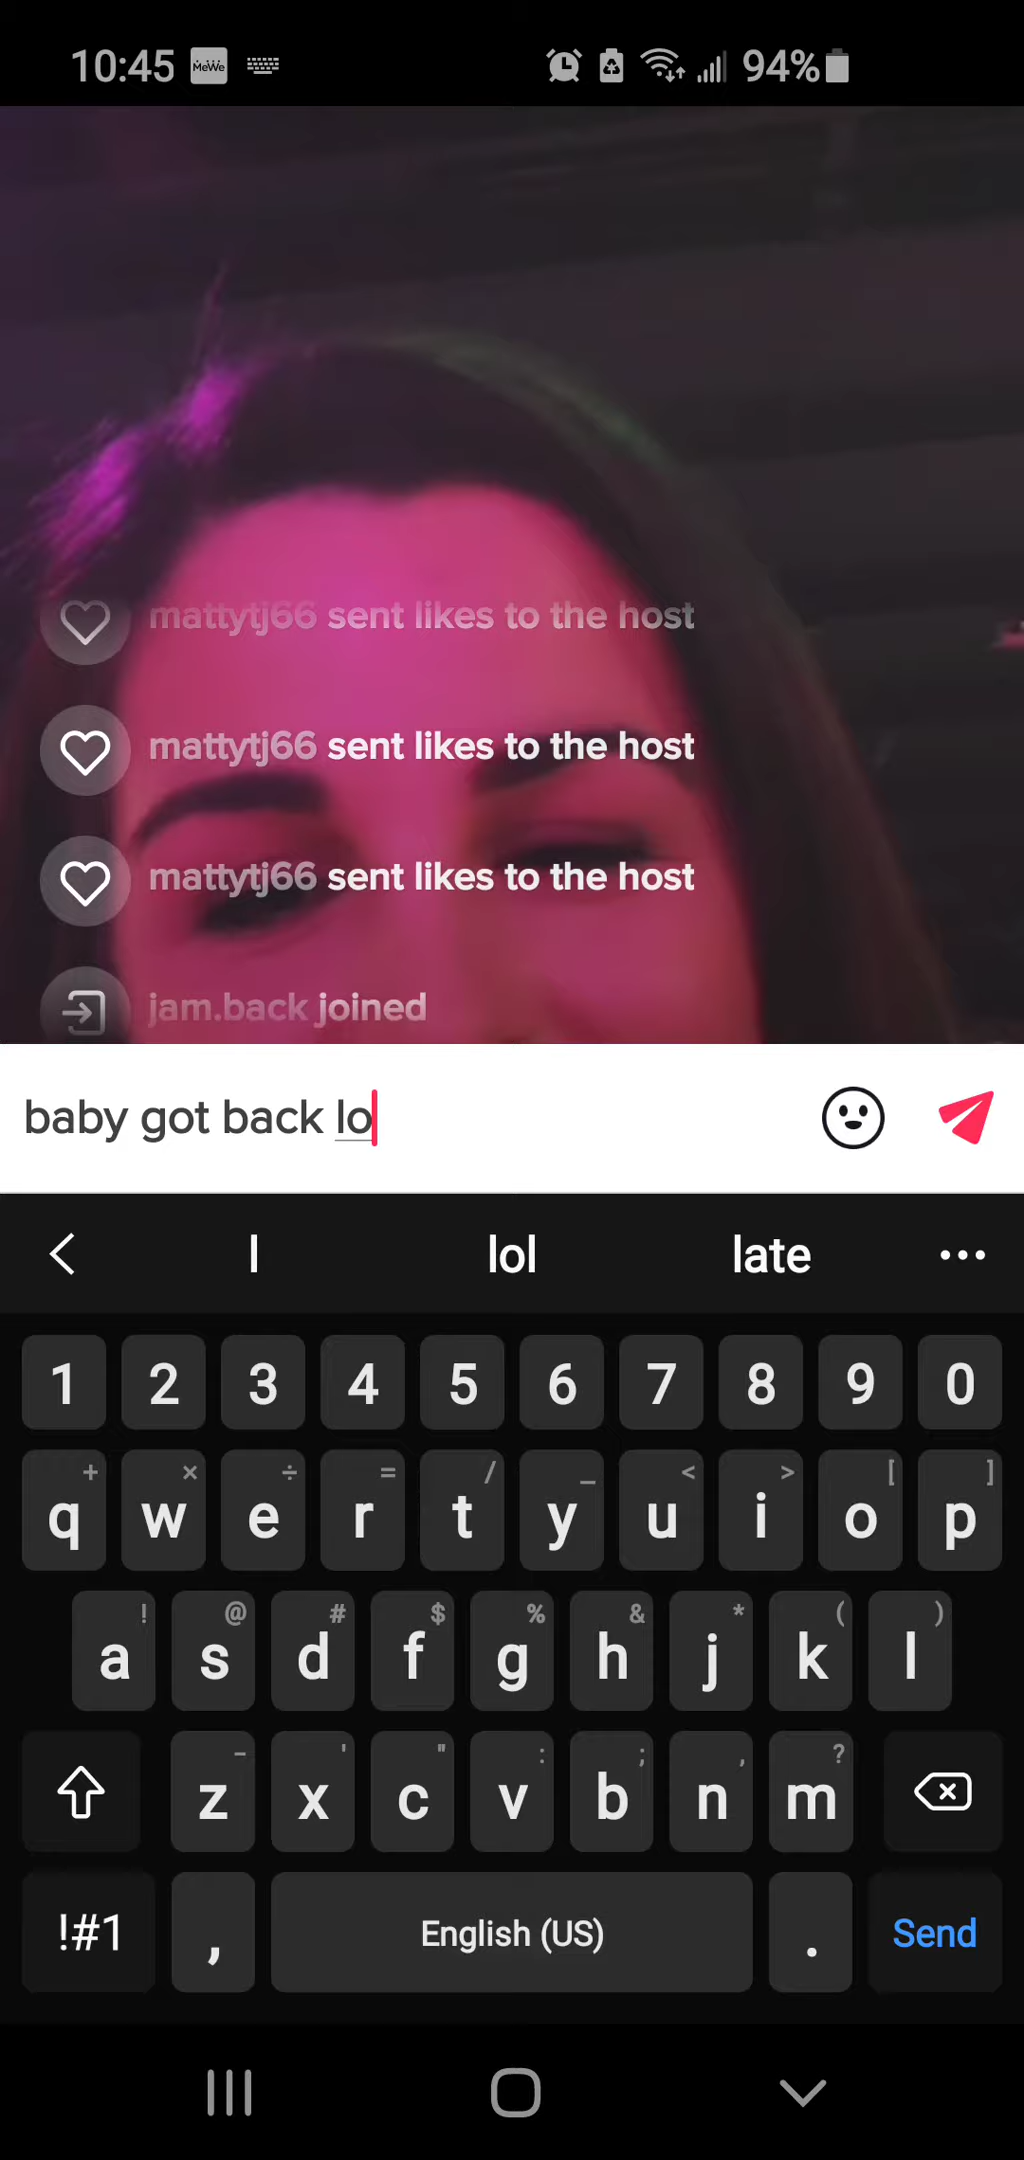 10:45 MeWe 94%
mattytj66 sent likes to the host
mattytj66 sent likes to the host
mattytj66 sent likes to the host
jam.back joined
baby got back lo
l lol late
1 2 3 4 5 6 7 8 9 0
+ × ÷ = / _ < > [ ]
q w e r t y u i o p
! @ # $ % & * ( )
a s d f g h j k l
- ' " : ; , ?
z x c v b n m
!#1 , English (US) . Send